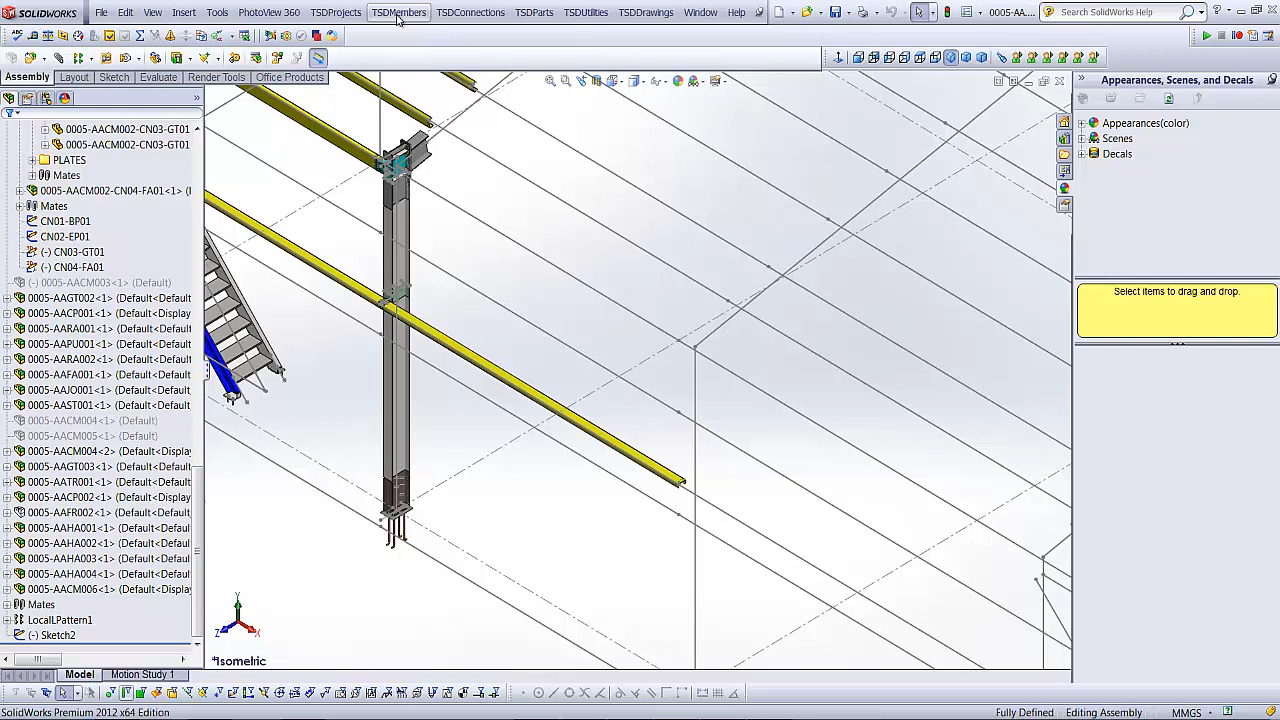 SOLIDWORKS File Edit View Insert Tools PhotoView 360 TSDProjects TSDMembers TSDConnections TSDParts TSDUtilities TSDDrawings Window Help 0005-AA... Search SolidWorks Help
Assembly Layout Sketch Evaluate Render Tools Office Products
Appearances, Scenes, and Decals
Appearances(color)
Scenes
Decals
Select items to drag and drop.
0005-AACM002-CN03-GT01
0005-AACM002-CN03-GT01
PLATES
Mates
0005-AACM002-CN04-FA01<1> (
Mates
CN01-BP01
CN02-EP01
(-) CN03-GT01
(-) CN04-FA01
(-) 0005-AACM003<1> (Default)
0005-AAGT002<1> (Default<Default
0005-AACP001<1> (Default<Display
0005-AARA001<1> (Default<Default
0005-AAPU001<1> (Default<Default
0005-AARA002<1> (Default<Default
0005-AAFA001<1> (Default<Default
0005-AAJO001<1> (Default<Default
0005-AAST001<1> (Default<Default
0005-AACM004<1> (Default)
0005-AACM005<1> (Default)
0005-AACM004<2> (Default<Display
0005-AAGT003<1> (Default<Default
0005-AATR001<1> (Default<Default
0005-AACP002<1> (Default<Display
0005-AAFR002<1> (Default<Default
0005-AAHA001<1> (Default<Default
0005-AAHA002<1> (Default<Default
0005-AAHA003<1> (Default<Default
0005-AAHA004<1> (Default<Default
0005-AACM006<1> (Default<Display
Mates
LocalLPattern1
(-) Sketch2
Y
Z X
*Isometric
Model Motion Study 1
SolidWorks Premium 2012 x64 Edition Fully Defined Editing Assembly MMGS